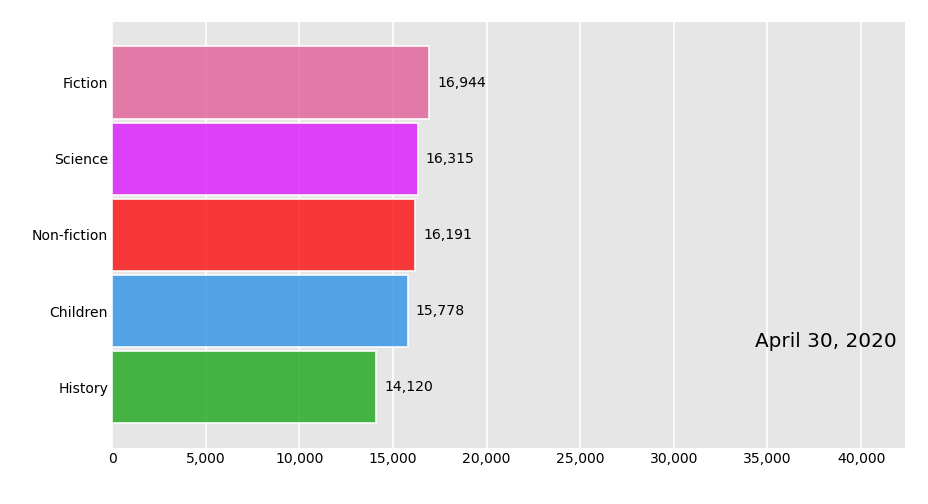 Fiction 16,944
Science 16,315
Non-fiction 16,191
Children 15,778
April 30, 2020
History 14,120
0 5,000 10,000 15,000 20,000 25,000 30,000 35,000 40,000